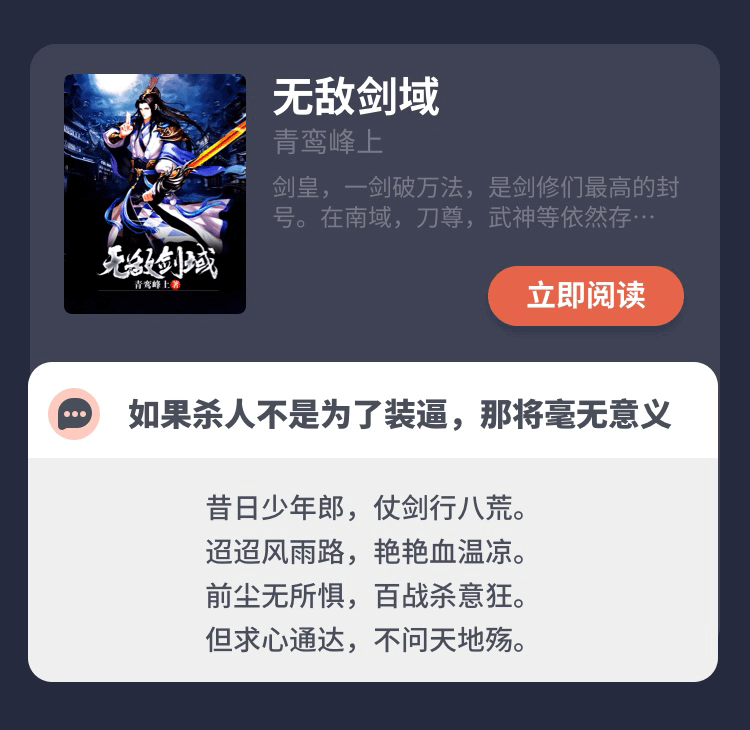 无敌剑域
青鸾峰上
剑皇，一剑破万法，是剑修们最高的封
号。在南域，刀尊，武神等依然存…
无敌剑域
青鸾峰上 著
立即阅读
如果杀人不是为了装逼，那将毫无意义
昔日少年郎，仗剑行八荒。
迢迢风雨路，艳艳血温凉。
前尘无所惧，百战杀意狂。
但求心通达，不问天地殇。